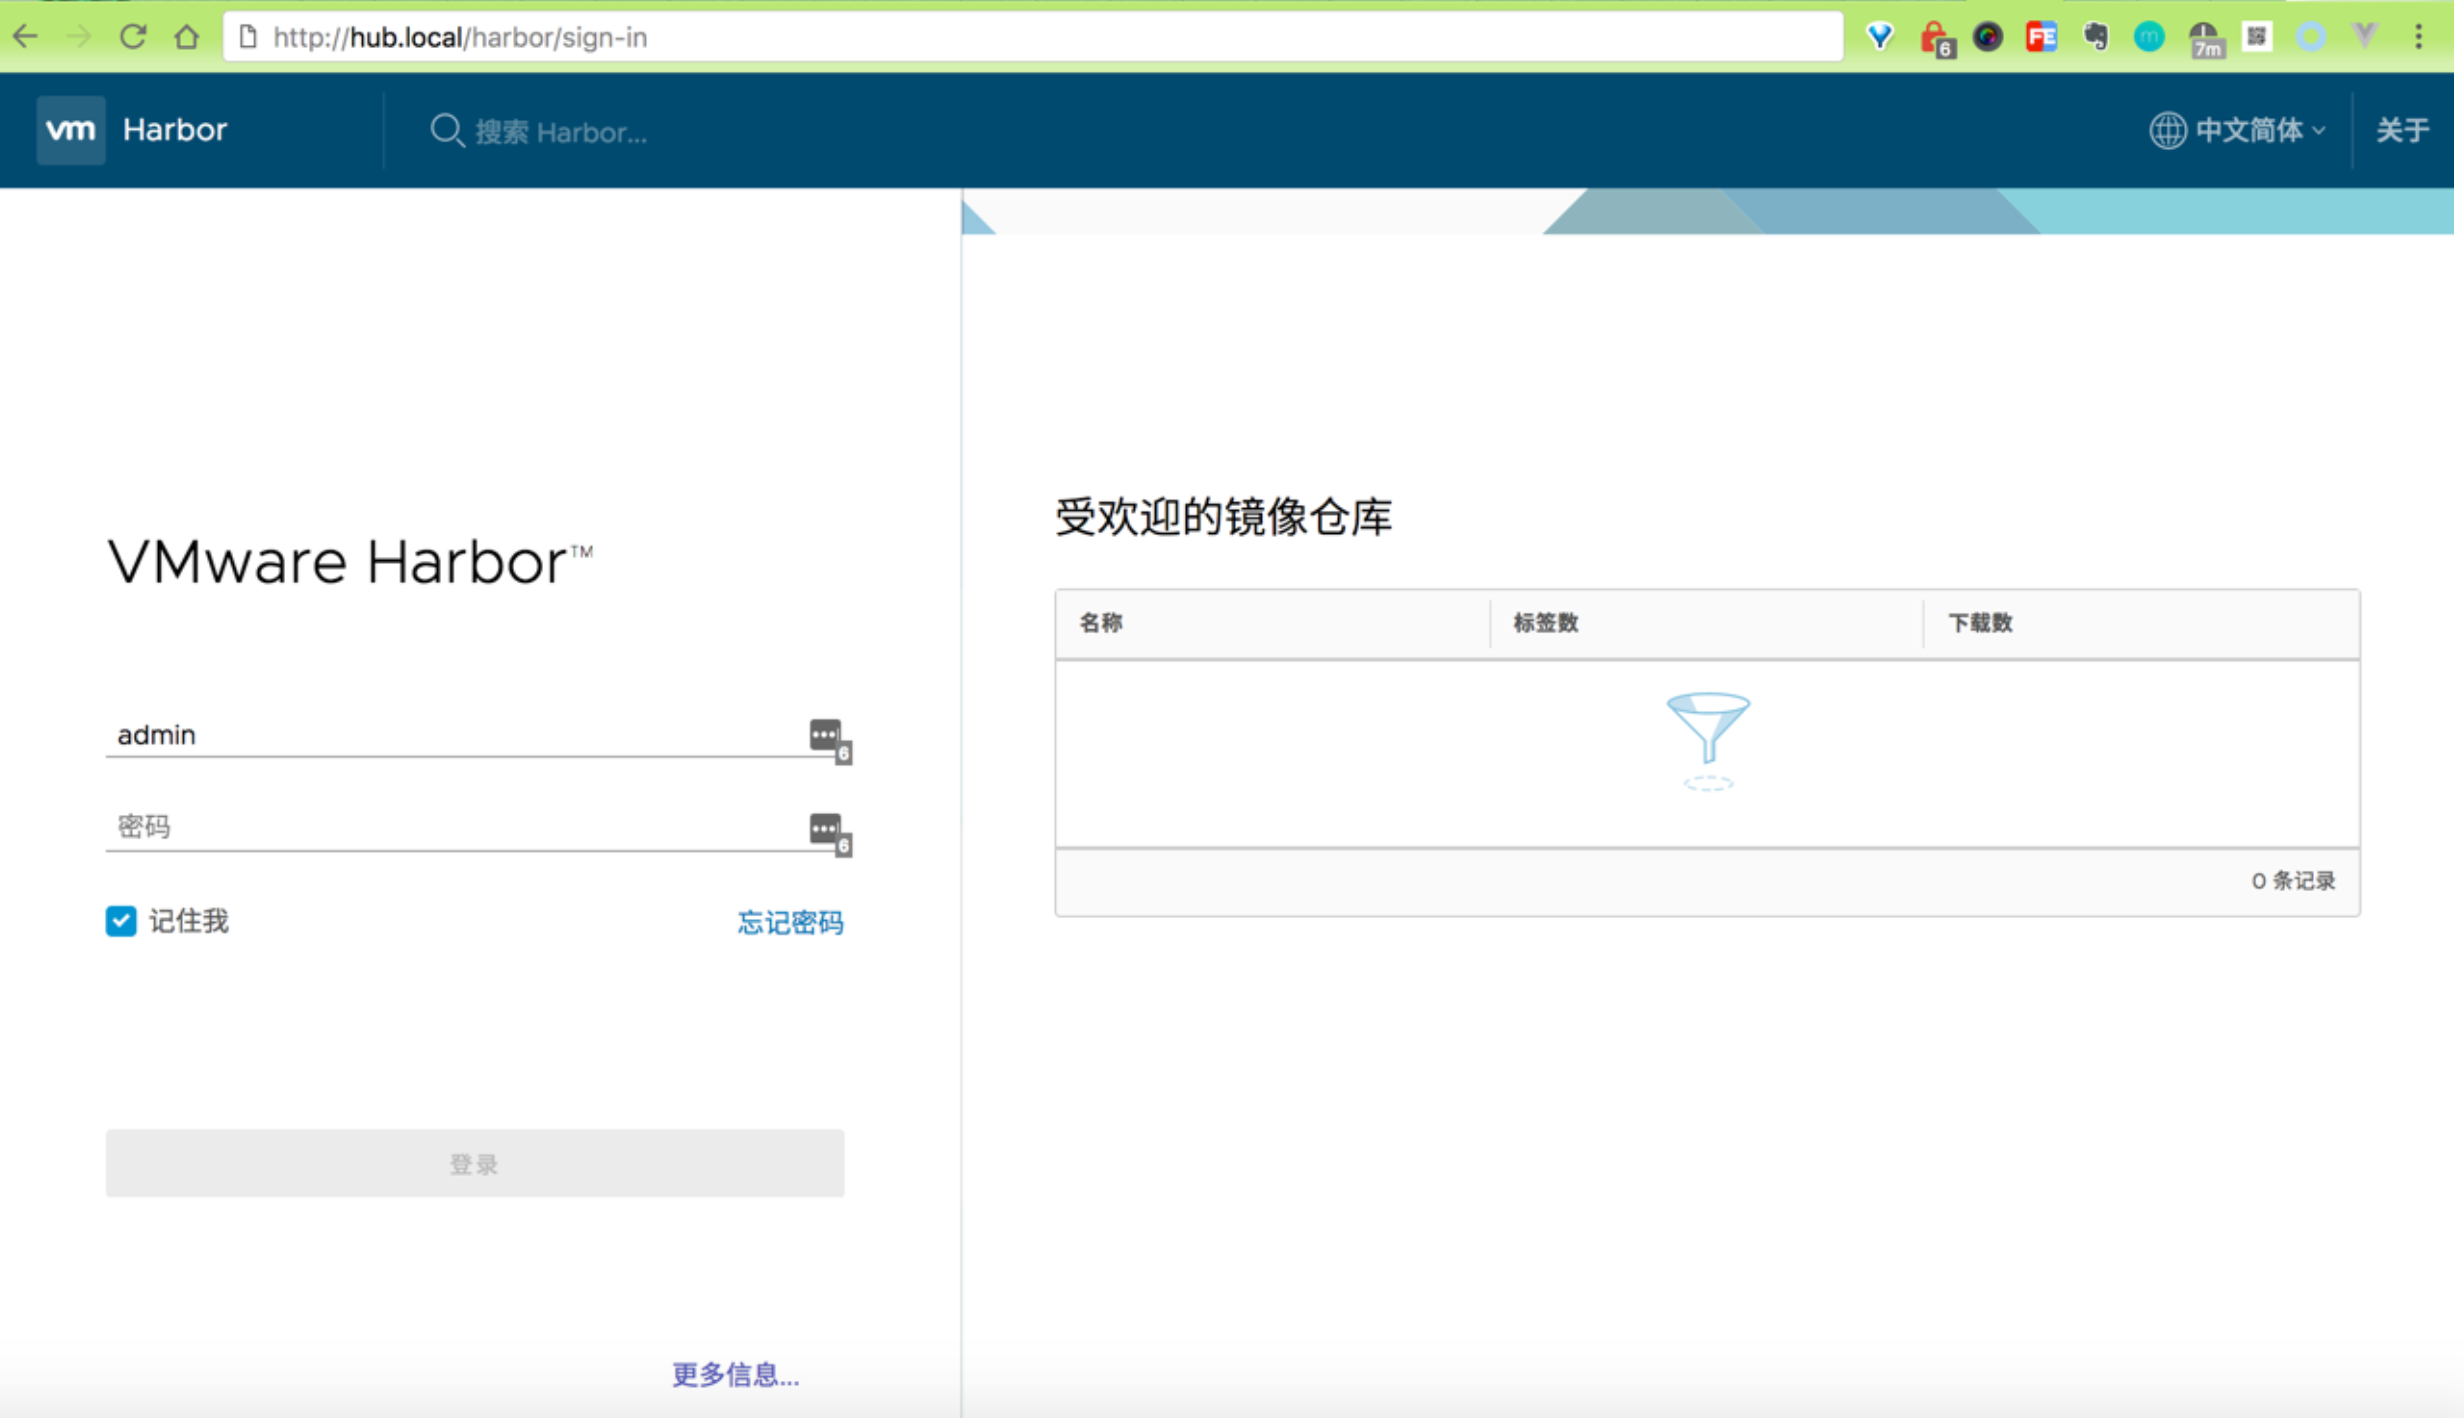 http://hub.local/harbor/sign-in
6
FE
m
7m
vm Harbor
搜索 Harbor...
中文简体
关于
VMware Harbor™
admin
6
密码
6
记住我
忘记密码
登录
更多信息...
受欢迎的镜像仓库
名称
标签数
下载数
0 条记录